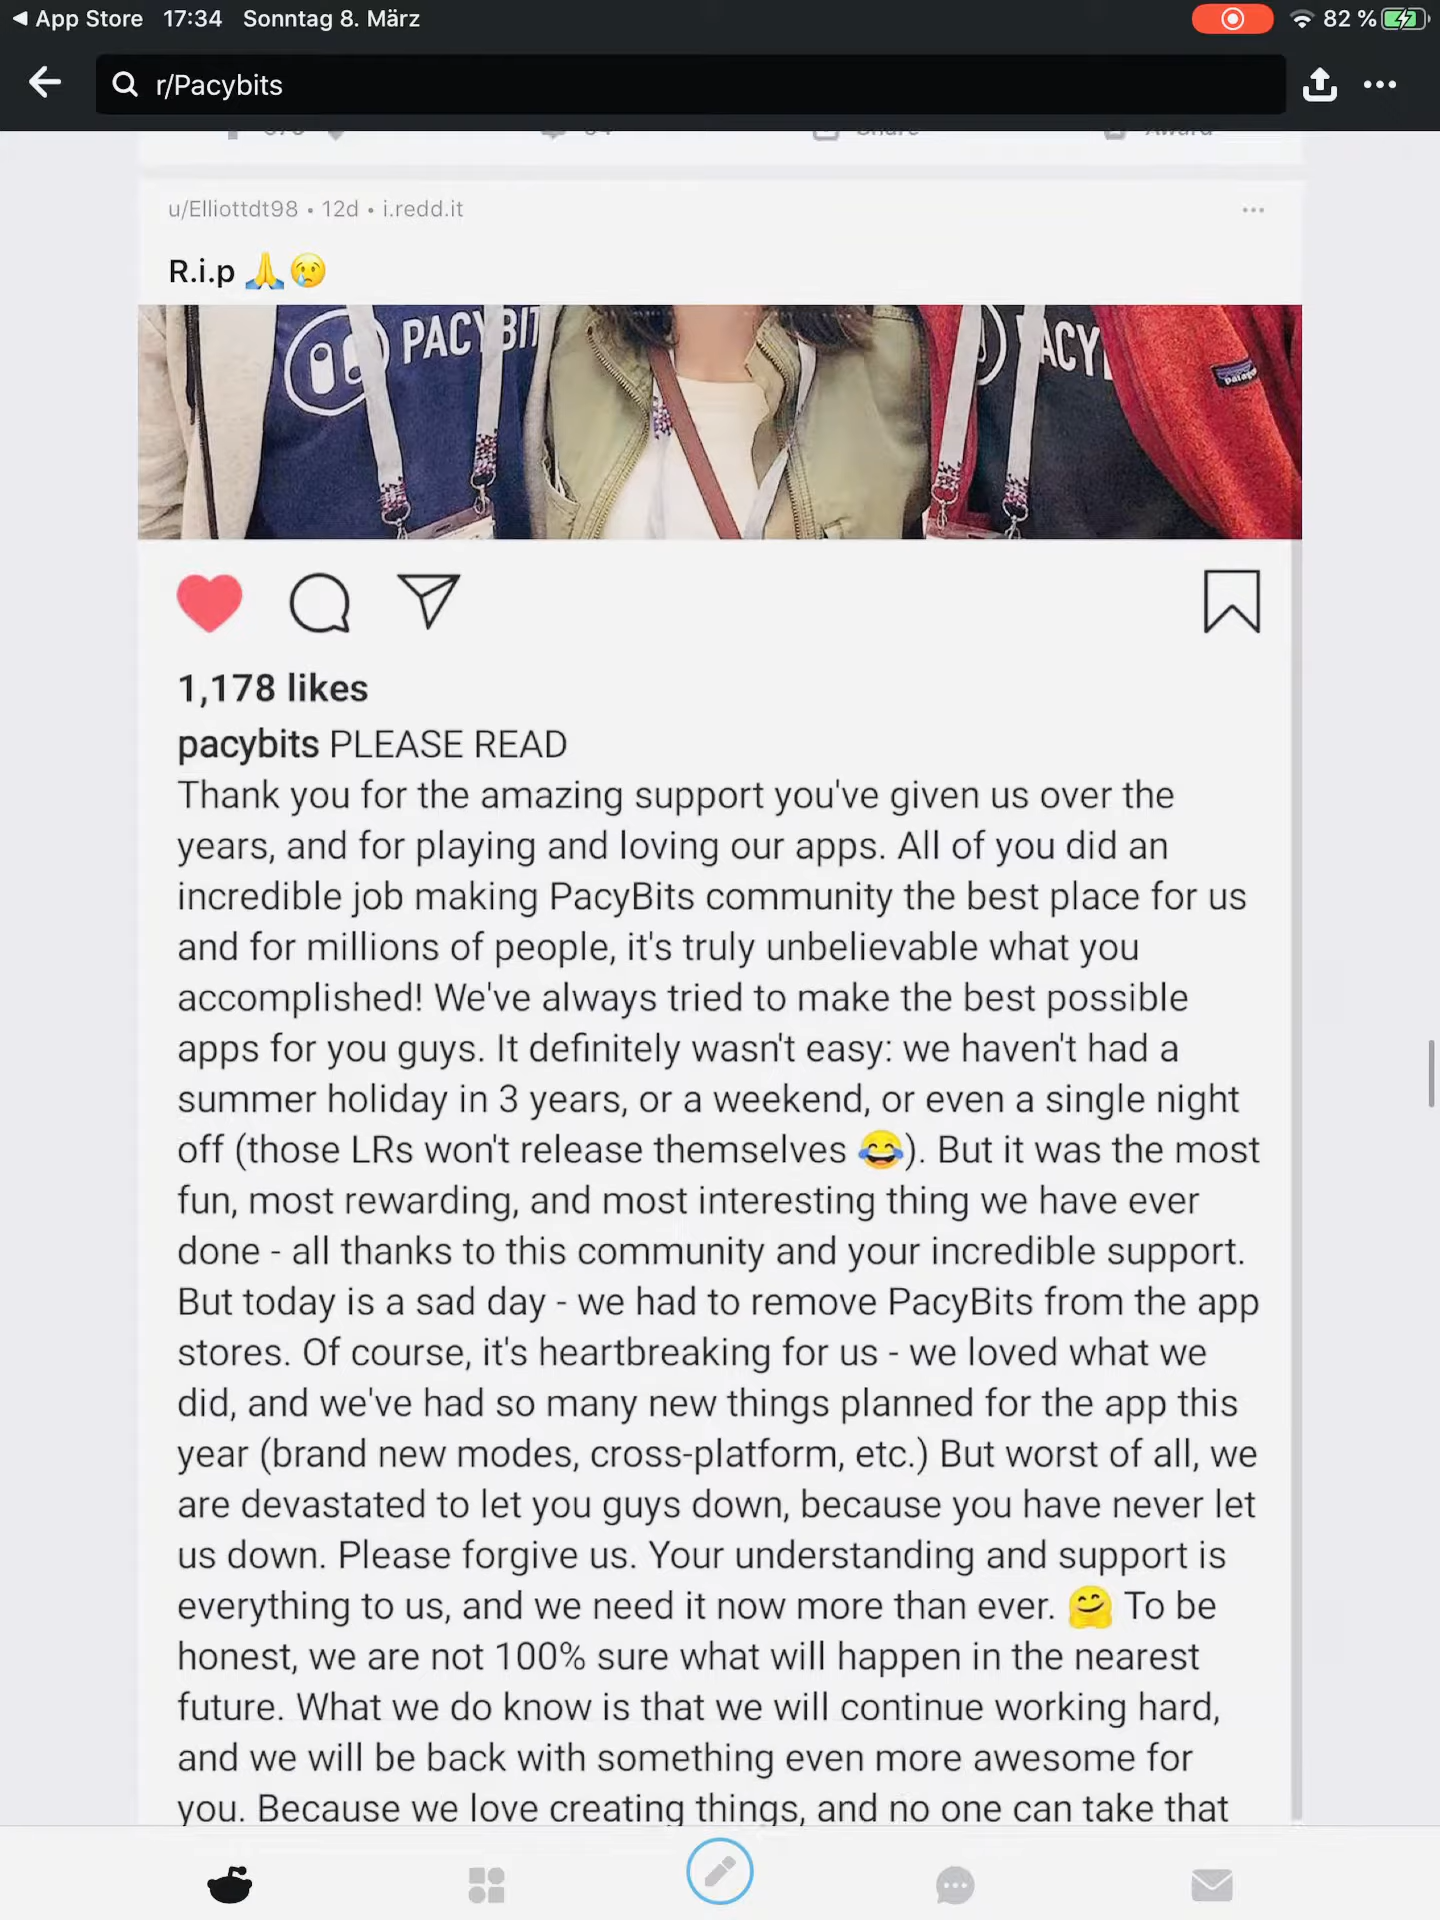 ◀ App Store 17:34 Sonntag 8. März 82 %
r/Pacybits
Share Award
u/Elliottdt98 • 12d • i.redd.it
R.i.p 🙏😢
PACYBIT ACY
patag
1,178 likes
pacybits PLEASE READ
Thank you for the amazing support you've given us over the
years, and for playing and loving our apps. All of you did an
incredible job making PacyBits community the best place for us
and for millions of people, it's truly unbelievable what you
accomplished! We've always tried to make the best possible
apps for you guys. It definitely wasn't easy: we haven't had a
summer holiday in 3 years, or a weekend, or even a single night
off (those LRs won't release themselves 😂). But it was the most
fun, most rewarding, and most interesting thing we have ever
done - all thanks to this community and your incredible support.
But today is a sad day - we had to remove PacyBits from the app
stores. Of course, it's heartbreaking for us - we loved what we
did, and we've had so many new things planned for the app this
year (brand new modes, cross-platform, etc.) But worst of all, we
are devastated to let you guys down, because you have never let
us down. Please forgive us. Your understanding and support is
everything to us, and we need it now more than ever. 🤗 To be
honest, we are not 100% sure what will happen in the nearest
future. What we do know is that we will continue working hard,
and we will be back with something even more awesome for
you. Because we love creating things, and no one can take that